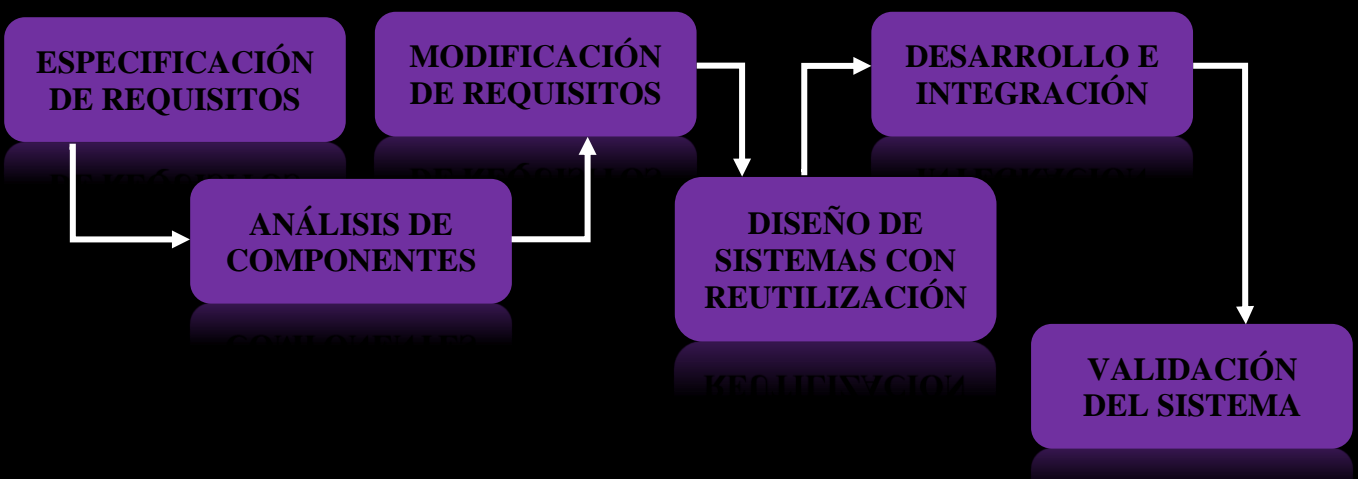 ESPECIFICACIÓN
DE REQUISITOS
ANÁLISIS DE
COMPONENTES
MODIFICACIÓN
DE REQUISITOS
DISEÑO DE
SISTEMAS CON
REUTILIZACIÓN
DESARROLLO E
INTEGRACIÓN
VALIDACIÓN
DEL SISTEMA